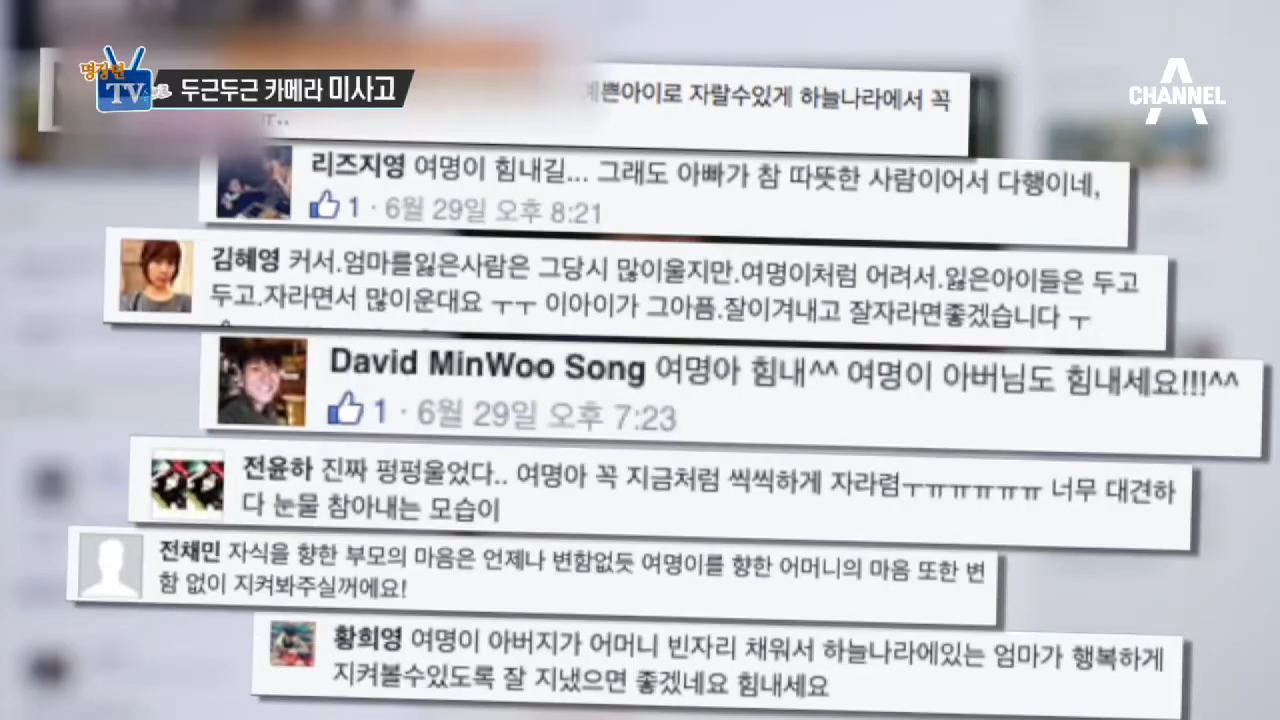 명장면
TV
두근두근 카메라 미사고
CHANNEL
예쁜아이로 자랄수있게 하늘나라에서 꼭
ㅠ..
리즈지영 여명이 힘내길... 그래도 아빠가 참 따뜻한 사람이어서 다행이네,
1 · 6월 29일 오후 8:21
김혜영 커서.엄마를잃은사람은 그당시 많이울지만.여명이처럼 어려서.잃은아이들은 두고
두고.자라면서 많이운대요 ㅜㅜ 이아이가 그아픔.잘이겨내고 잘자라면좋겠습니다 ㅜ
David MinWoo Song 여명아 힘내^^ 여명이 아버님도 힘내세요!!!^^
1 · 6월 29일 오후 7:23
전윤하 진짜 펑펑울었다.. 여명아 꼭 지금처럼 씩씩하게 자라렴ㅜㅠㅠㅠㅠㅠ 너무 대견하
다 눈물 참아내는 모습이
전채민 자식을 향한 부모의 마음은 언제나 변함없듯 여명이를 향한 어머니의 마음 또한 변
함 없이 지켜봐주실꺼에요!
황희영 여명이 아버지가 어머니 빈자리 채워서 하늘나라에있는 엄마가 행복하게
지켜볼수있도록 잘 지냈으면 좋겠네요 힘내세요